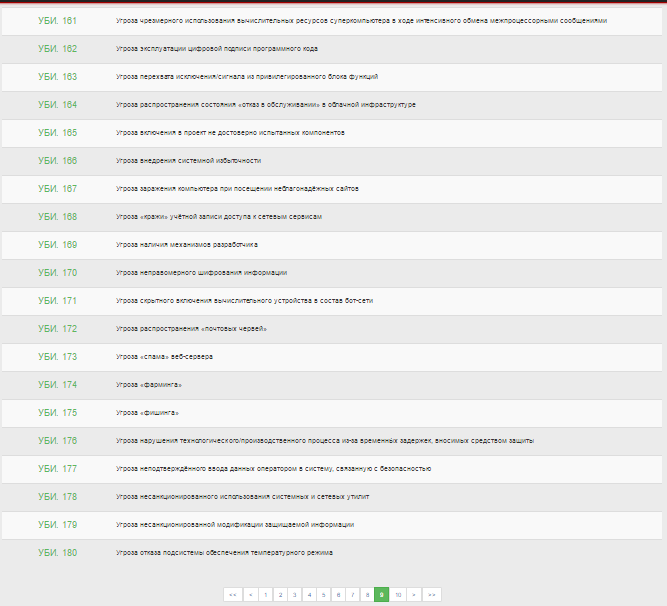 УБИ. 161 Угроза чрезмерного использования вычислительных ресурсов суперкомпьютера в ходе интенсивного обмена межпроцессорными сообщениями
УБИ. 162 Угроза эксплуатации цифровой подписи программного кода
УБИ. 163 Угроза перехвата исключения/сигнала из привилегированного блока функций
УБИ. 164 Угроза распространения состояния «отказ в обслуживании» в облачной инфраструктуре
УБИ. 165 Угроза включения в проект не достоверно испытанных компонентов
УБИ. 166 Угроза внедрения системной избыточности
УБИ. 167 Угроза заражения компьютера при посещении неблагонадёжных сайтов
УБИ. 168 Угроза «кражи» учётной записи доступа к сетевым сервисам
УБИ. 169 Угроза наличия механизмов разработчика
УБИ. 170 Угроза неправомерного шифрования информации
УБИ. 171 Угроза скрытного включения вычислительного устройства в состав бот-сети
УБИ. 172 Угроза распространения «почтовых червей»
УБИ. 173 Угроза «спама» веб-сервера
УБИ. 174 Угроза «фарминга»
УБИ. 175 Угроза «фишинга»
УБИ. 176 Угроза нарушения технологического/производственного процесса из-за временны́х задержек, вносимых средством защиты
УБИ. 177 Угроза неподтверждённого ввода данных оператором в систему, связанную с безопасностью
УБИ. 178 Угроза несанкционированного использования системных и сетевых утилит
УБИ. 179 Угроза несанкционированной модификации защищаемой информации
УБИ. 180 Угроза отказа подсистемы обеспечения температурного режима
<< < 1 2 3 4 5 6 7 8 9 10 > >>